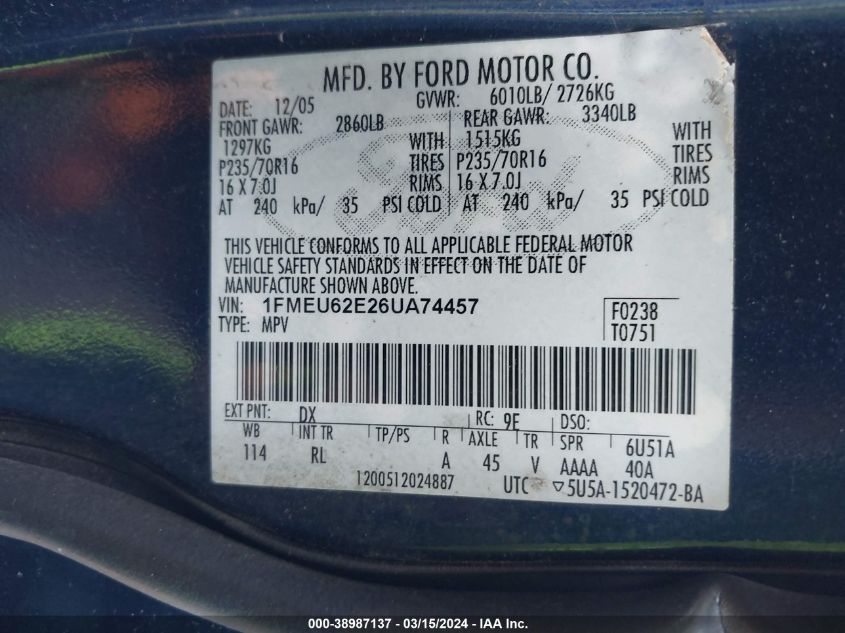 MFD. BY FORD MOTOR CO.
DATE: 12/05 GVWR: 6010LB/ 2726KG
FRONT GAWR: 2860LB REAR GAWR: 3340LB
1297KG WITH 1515KG WITH
P235/70R16 TIRES P235/70R16 TIRES
16 X 7.0J RIMS 16 X 7.0J RIMS
AT 240 kPa/ 35 PSI COLD AT 240 kPa/ 35 PSI COLD
THIS VEHICLE CONFORMS TO ALL APPLICABLE FEDERAL MOTOR
VEHICLE SAFETY STANDARDS IN EFFECT ON THE DATE OF
MANUFACTURE SHOWN ABOVE.
VIN: 1FMEU62E26UA74457 F0238
TYPE: MPV T0751
EXT PNT: DX RC: 9E DSO:
WB INT TR TP/PS R AXLE TR SPR 6U51A
114 RL A 45 V AAAA 40A
1200512024887 UTC ▽5U5A-1520472-BA
000-38987137 - 03/15/2024 - IAA Inc.